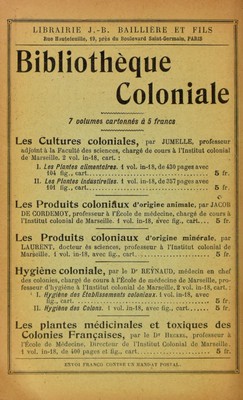 LIBRAIRIE J.-B. BAILLIERE ET FILS
Rue Hautefeuille, 19, près du Boulevard Saint-Germain, PARIS
Bibliothèque
Coloniale
7 volumes cartonnés à 5 francs
Les Cultures coloniales, par JUMELLE, professeur
adjoint à la Faculté des sciences, chargé de cours à l'Institut colonial
de Marseille. 2 vol. in-18, cart. :
I. Les Plantes alimentaires. 1 vol. in-18, de 430 pages avec
104 fig., cart. 5 fr.
II. Les Plantes industrielles. 1 vol. in-18, de 357 pages avec
101 fig., cart. 5 fr.
Les Produits coloniaux d'origine animale, par JACOB
DE CORDEMOY, professeur à l'École de médecine, chargé de cours à
l'Institut colonial de Marseille. 1 vol. in-18, avec fig., cart. 5 fr.
Les Produits coloniaux d'origine minérale, par
LAURENT, docteur ès sciences, professeur à l'Institut colonial de
Marseille. 1 vol. in-18, avec fig., cart. 5 fr.
Hygiène coloniale, par le Dr REYNAUD, médecin en chef
des colonies, chargé de cours à l'École de médecine de Marseille, pro-
fesseur d'hygiène à l'Institut colonial de Marseille, 2 vol. in-18, cart.
I. Hygiène des Établissements coloniaux. 1 vol. in-18, avec
fig., cart. 5 fr.
II. Hygiène des Colons. 1 vol. in-18, avec fig., cart. 5 fr.
Les plantes médicinales et toxiques des
Colonies Françaises, par le Dr HECKEL, professeur à
l'École de Médecine, Directeur de l'Institut Colonial de Marseille.
1 vol. in-18, de 400 pages et fig., cart. 5 fr.
ENVOI FRANCO CONTRE UN MANDAT POSTAL.